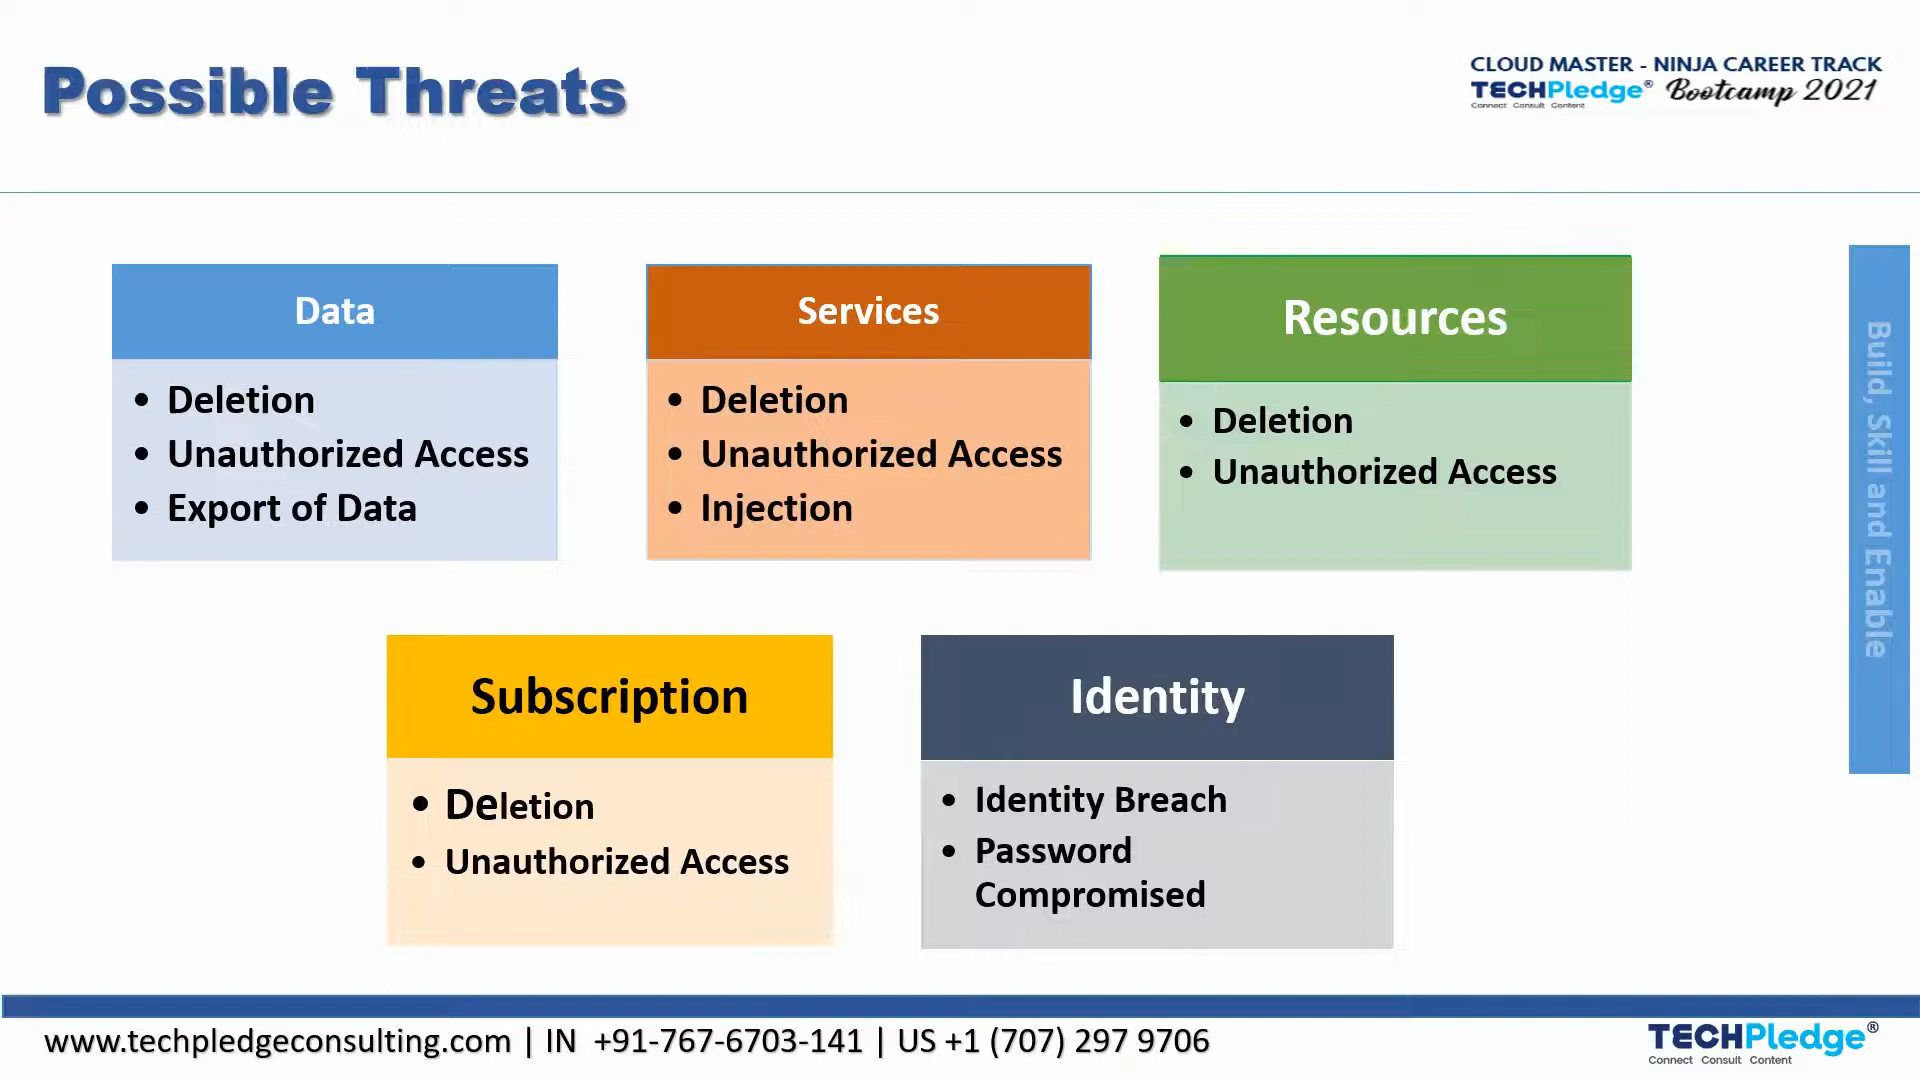 Possible Threats
CLOUD MASTER - NINJA CAREER TRACK
TECHPledge® Bootcamp 2021
Connect Consult Content
Data
• Deletion
• Unauthorized Access
• Export of Data
Services
• Deletion
• Unauthorized Access
• Injection
Resources
• Deletion
• Unauthorized Access
Subscription
• Deletion
• Unauthorized Access
Identity
• Identity Breach
• Password
Compromised
Build, Skill and Enable
www.techpledgeconsulting.com | IN +91-767-6703-141 | US +1 (707) 297 9706
TECHPledge®
Connect Consult Content